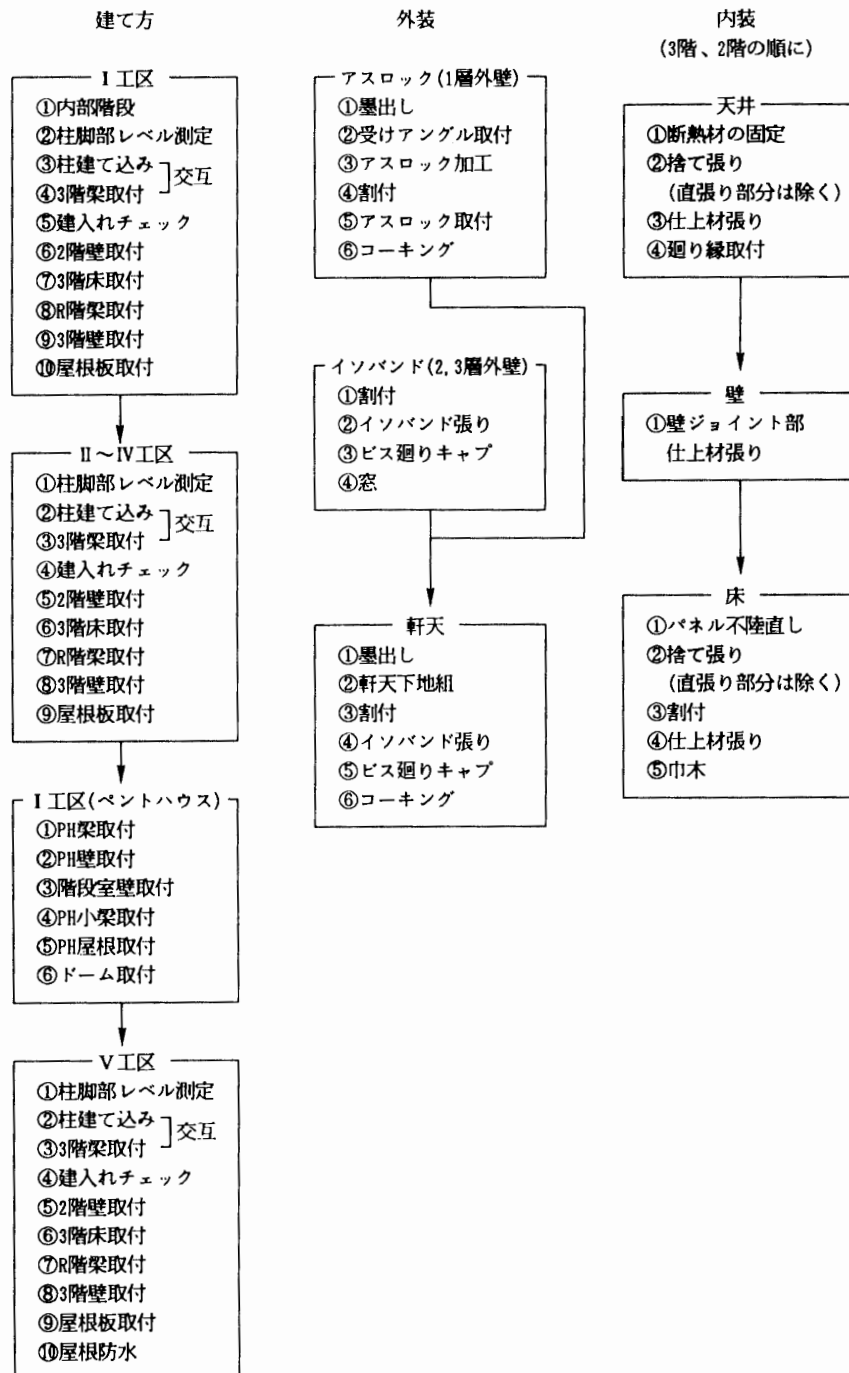 建て方
Ⅰ工区
①内部階段
②柱脚部レベル測定
③柱建て込み
④3階梁取付
交互
⑤建入れチェック
⑥2階壁取付
⑦3階床取付
⑧R階梁取付
⑨3階壁取付
⑩屋根板取付
Ⅱ～Ⅳ工区
①柱脚部レベル測定
②柱建て込み
③3階梁取付
交互
④建入れチェック
⑤2階壁取付
⑥3階床取付
⑦R階梁取付
⑧3階壁取付
⑨屋根板取付
Ⅰ工区(ペントハウス)
①PH梁取付
②PH壁取付
③階段室壁取付
④PH小梁取付
⑤PH屋根取付
⑥ドーム取付
Ⅴ工区
①柱脚部レベル測定
②柱建て込み
③3階梁取付
交互
④建入れチェック
⑤2階壁取付
⑥3階床取付
⑦R階梁取付
⑧3階壁取付
⑨屋根板取付
⑩屋根防水
外装
アスロック(1層外壁)
①墨出し
②受けアングル取付
③アスロック加工
④割付
⑤アスロック取付
⑥コーキング
イソバンド(2,3層外壁)
①割付
②イソバンド張り
③ビス廻りキャプ
④窓
軒天
①墨出し
②軒天下地組
③割付
④イソバンド張り
⑤ビス廻りキャプ
⑥コーキング
内装
(3階、2階の順に)
天井
①断熱材の固定
②捨て張り
(直張り部分は除く)
③仕上材張り
④廻り縁取付
壁
①壁ジョイント部
仕上材張り
床
①パネル不陸直し
②捨て張り
(直張り部分は除く)
③割付
④仕上材張り
⑤巾木